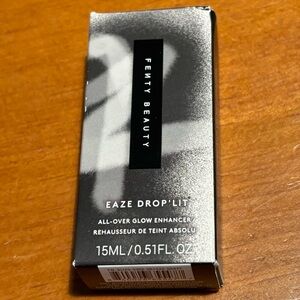 FENTY BEAUTY
EAZE DROP'LIT
ALL-OVER GLOW ENHANCER
REHAUSSEUR DE TEINT ABSOLU
15ML / 0.51FL. OZ